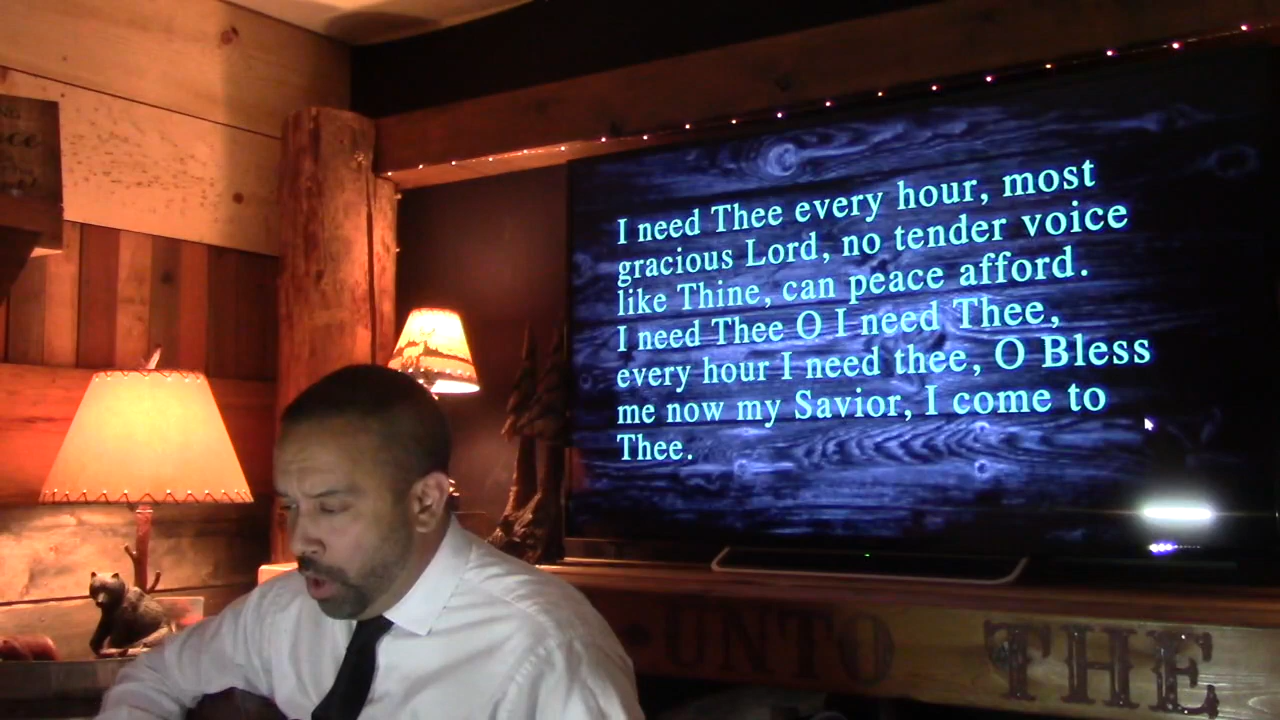 I need Thee every hour, most
gracious Lord, no tender voice
like Thine, can peace afford.
I need Thee O I need Thee,
every hour I need thee, O Bless
me now my Savior, I come to
Thee.
UNTO THE